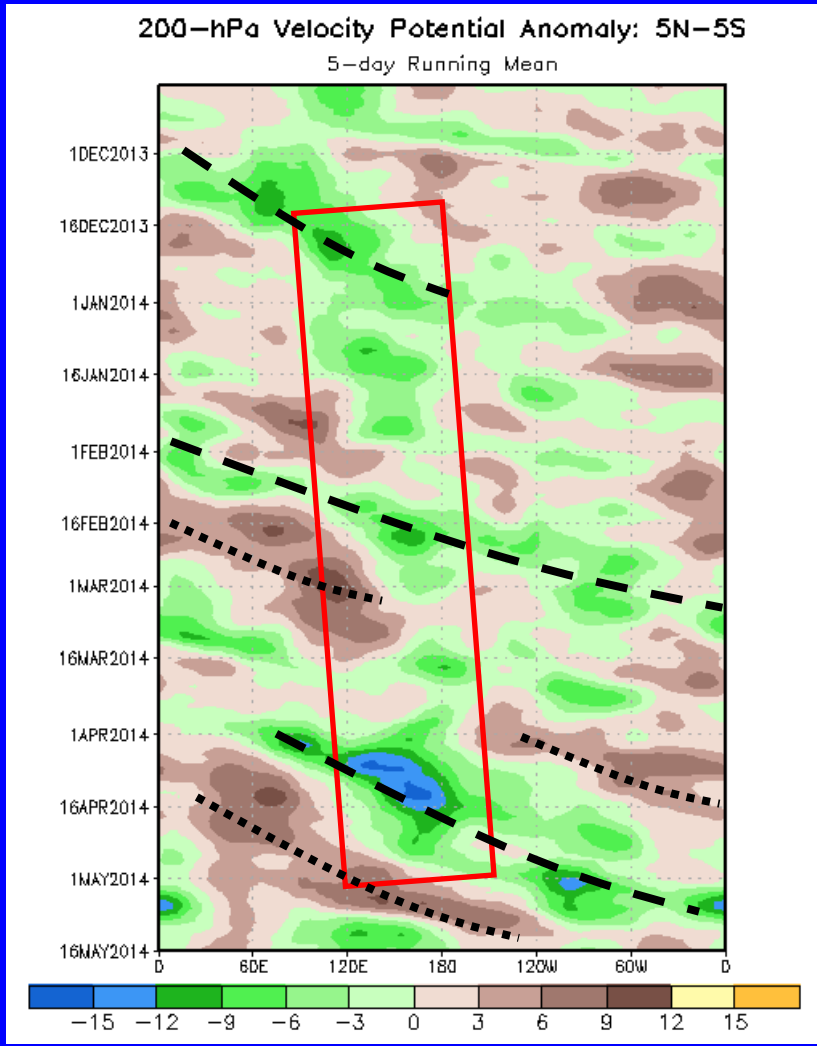 200-hPa Velocity Potential Anomaly: 5N-5S
5-day Running Mean
1DEC2013
16DEC2013
1JAN2014
16JAN2014
1FEB2014
16FEB2014
1MAR2014
16MAR2014
1APR2014
16APR2014
1MAY2014
16MAY2014
0 60E 120E 180 120W 60W 0
-15 -12 -9 -6 -3 0 3 6 9 12 15